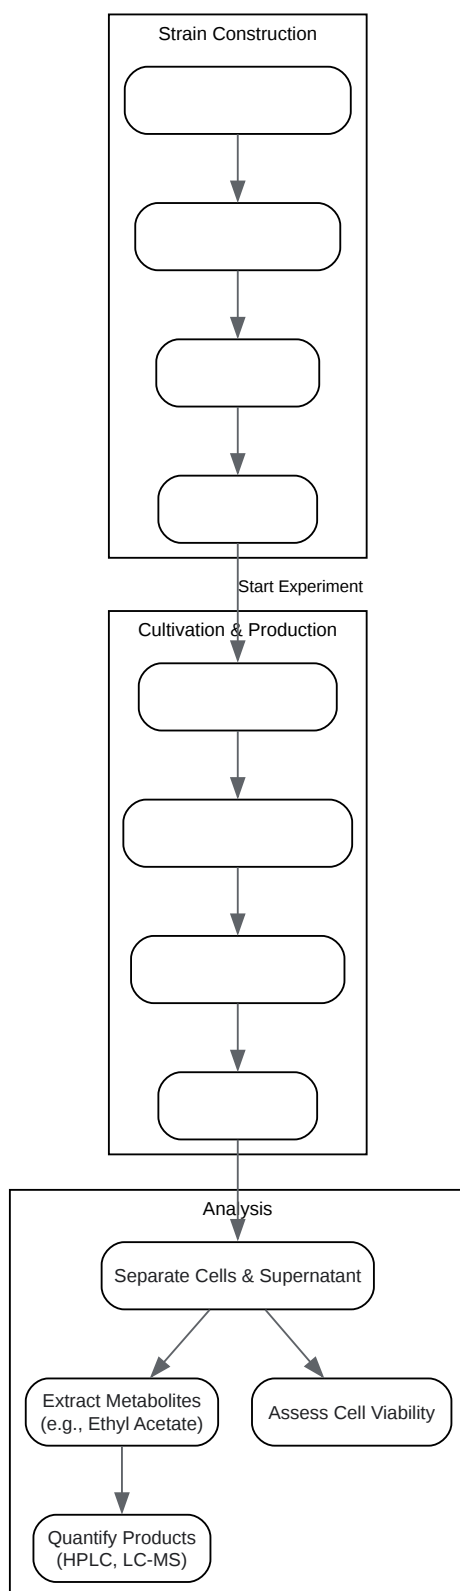 Strain Construction
Start Experiment
Cultivation & Production
Analysis
Separate Cells & Supernatant
Extract Metabolites
(e.g., Ethyl Acetate)
Assess Cell Viability
Quantify Products
(HPLC, LC-MS)